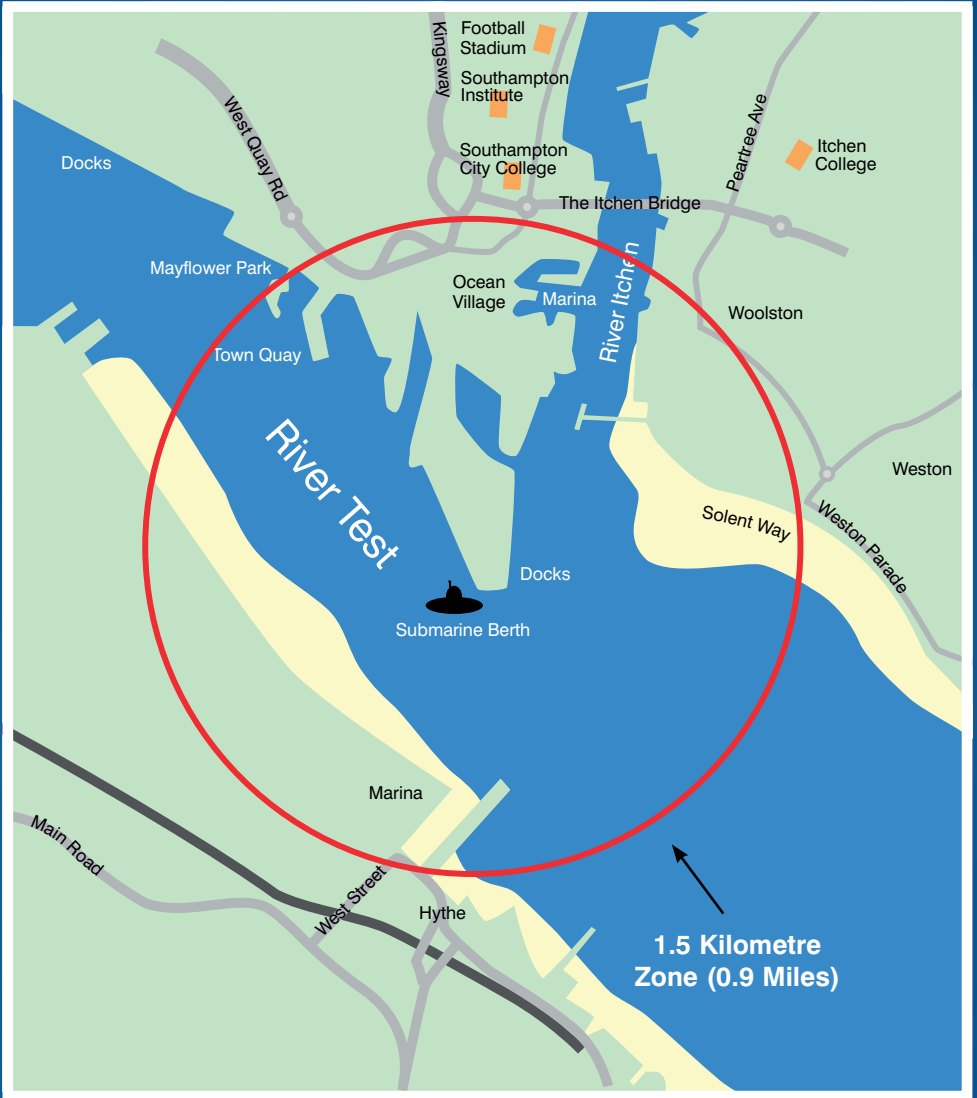 Kingsway
Football
Stadium
Southampton
Institute
Southampton
City College
West Quay Rd
Docks
Peartree Ave
Itchen
College
The Itchen Bridge
Mayflower Park
Ocean
Village
Marina
River Itchen
Woolston
Town Quay
River Test
Weston
Solent Way
Weston Parade
Docks
Submarine Berth
Marina
Main Road
West Street
Hythe
1.5 Kilometre
Zone (0.9 Miles)